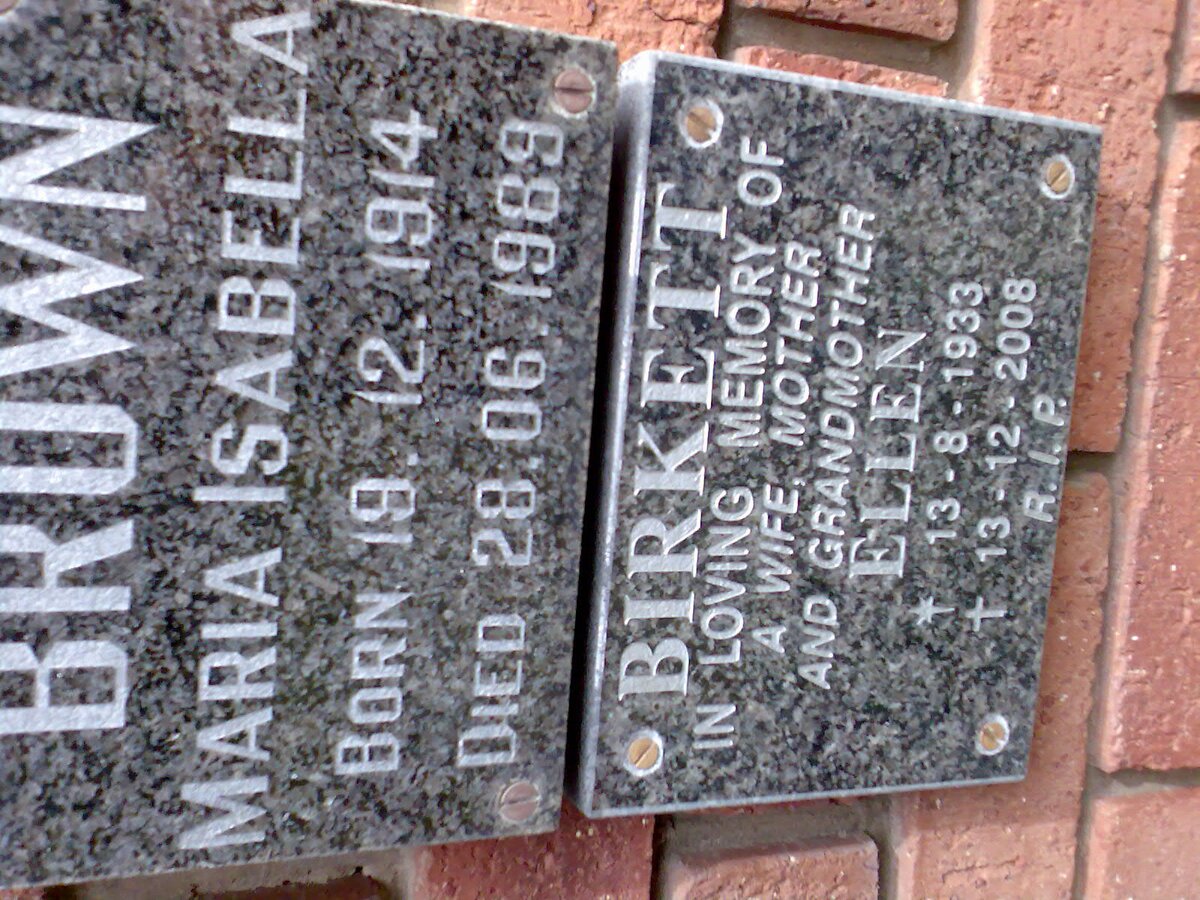 BROWN
MARIA ISABELLA
BORN 19.12.1914
DIED 28.06.1988
BIRKETT
IN LOVING MEMORY OF
A WIFE, MOTHER
AND GRANDMOTHER
ELLEN
* 13-8-1933
† 13-12-2008
R.I.P.